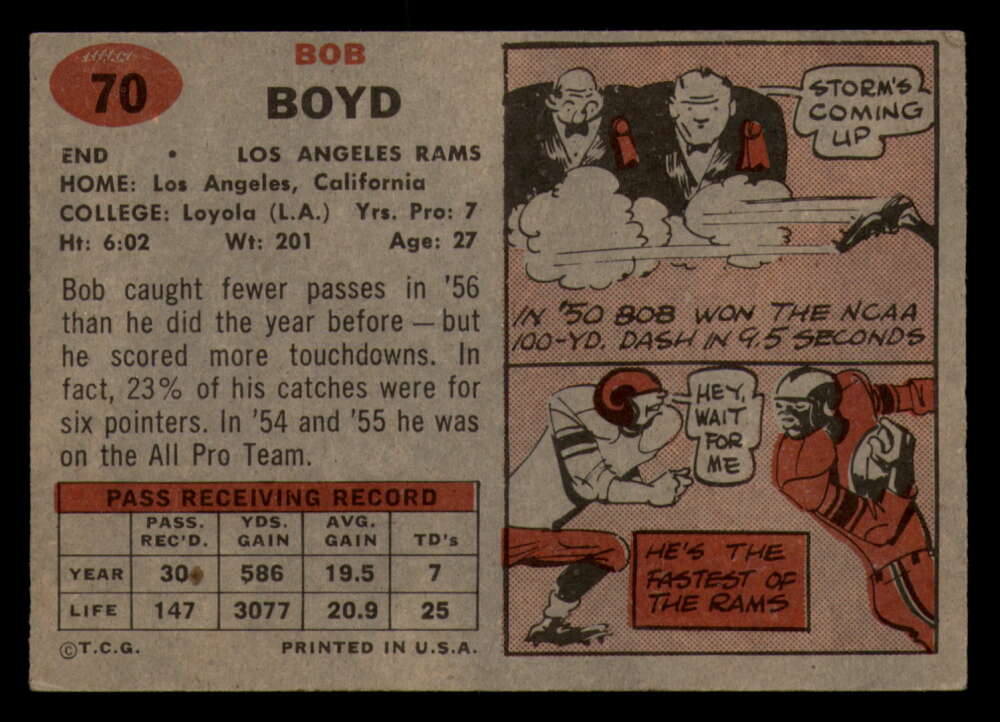 70
BOB
BOYD
END • LOS ANGELES RAMS
HOME: Los Angeles, California
COLLEGE: Loyola (L.A.) Yrs. Pro: 7
Ht: 6:02 Wt: 201 Age: 27
Bob caught fewer passes in '56
than he did the year before — but
he scored more touchdowns. In
fact, 23% of his catches were for
six pointers. In '54 and '55 he was
on the All Pro Team.
PASS RECEIVING RECORD
PASS. REC'D. YDS. GAIN AVG. GAIN TD's
YEAR 30 586 19.5 7
LIFE 147 3077 20.9 25
©T.C.G. PRINTED IN U.S.A.
STORM'S
COMING
UP
IN '50 BOB WON THE NCAA
100-YD. DASH IN 9.5 SECONDS
HEY,
WAIT
FOR
ME
HE'S THE
FASTEST OF
THE RAMS